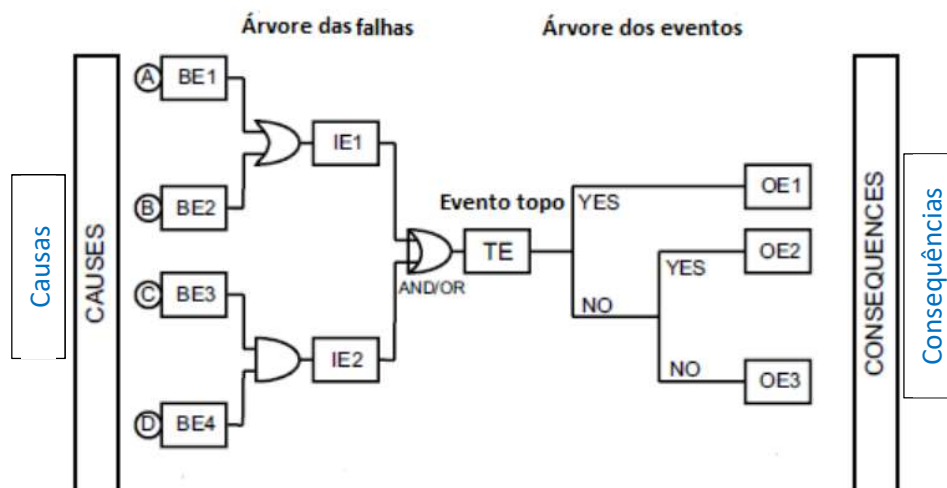 Árvore das falhas
Árvore dos eventos
Causas
CAUSES
A
BE1
B
BE2
C
BE3
D
BE4
IE1
IE2
AND/OR
Evento topo
TE
YES
NO
YES
NO
OE1
OE2
OE3
CONSEQUENCES
Consequências